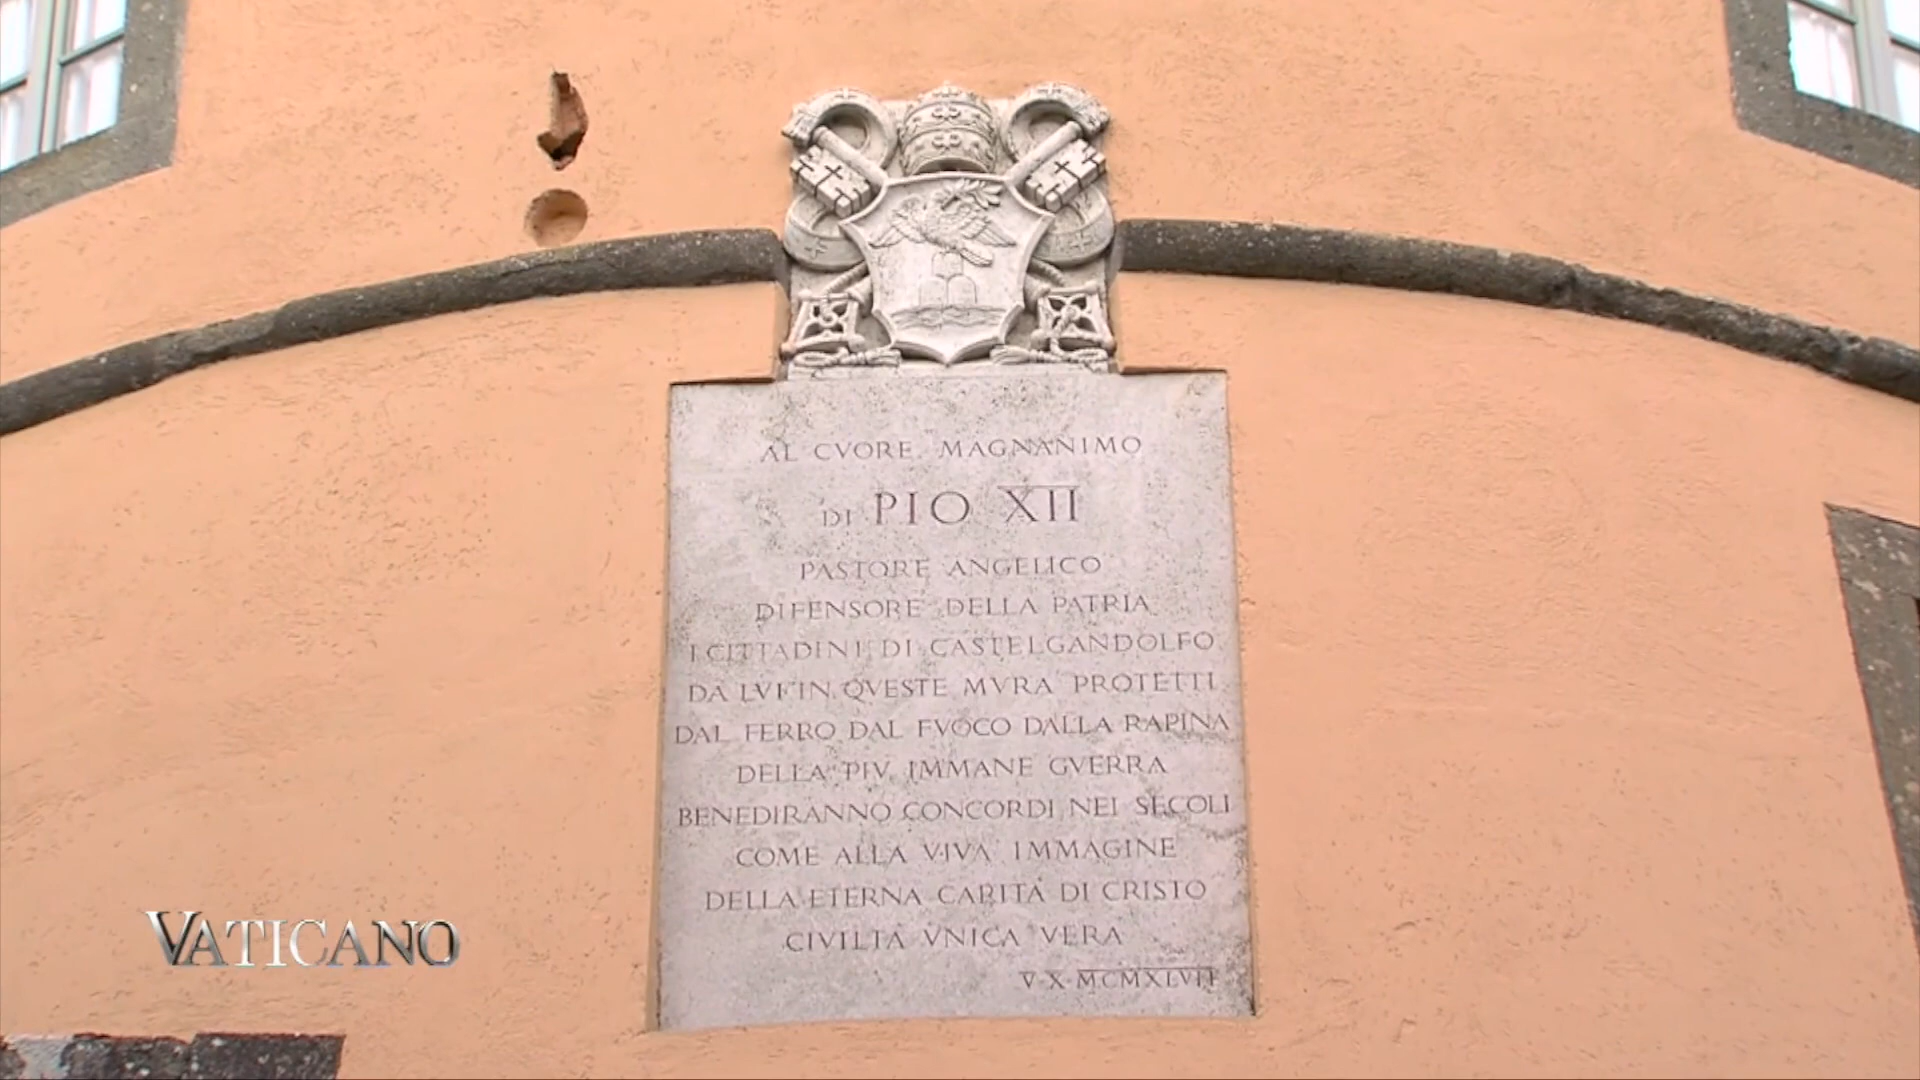 AL CVORE MAGNANIMO
DI PIO XII
PASTORE ANGELICO
DIFENSORE DELLA PATRIA
I CITTADINI DI CASTELGANDOLFO
DA LVI IN QVESTE MVRA PROTETTI
DAL FERRO DAL FVOCO DALLA RAPINA
DELLA PIV IMMANE GVERRA
BENEDIRANNO CONCORDI NEI SECOLI
COME ALLA VIVA IMMAGINE
DELLA ETERNA CARITÀ DI CRISTO
CIVILTÀ VNICA VERA
V·X·MCMXLVII
VATICANO